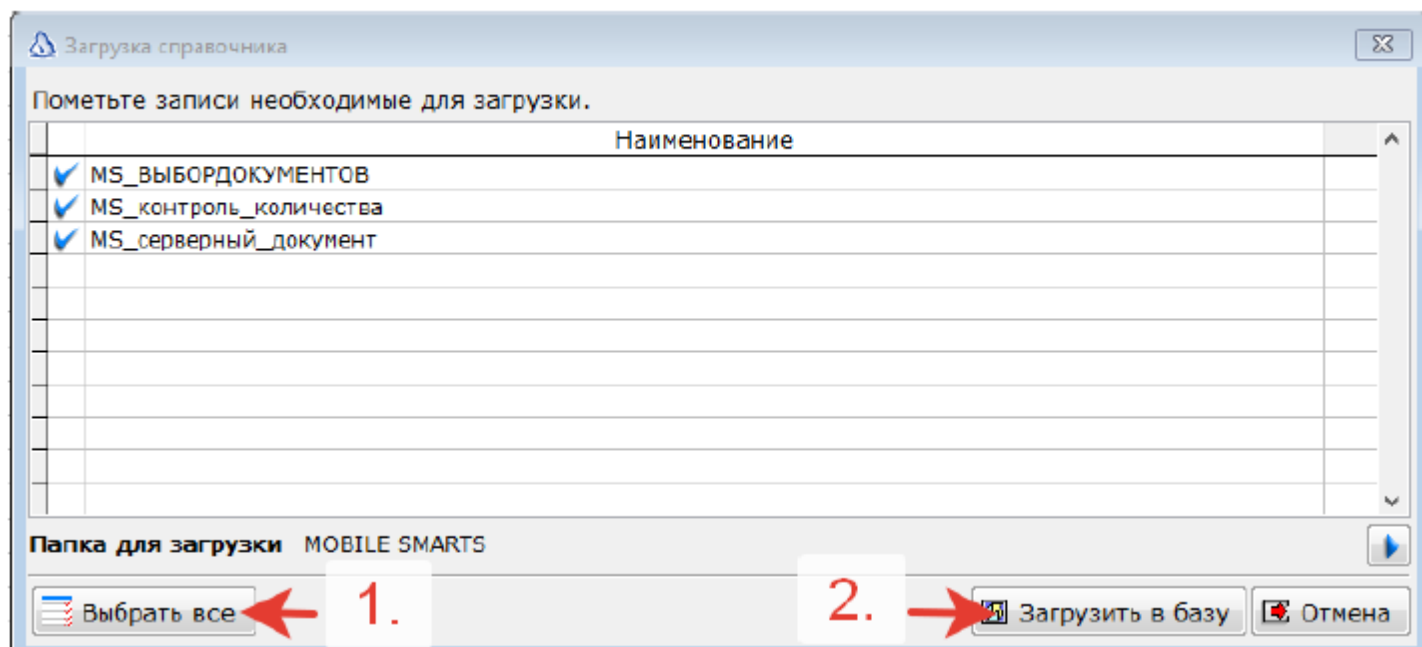 Загрузка справочника
Пометьте записи необходимые для загрузки.
Наименование
MS_ВЫБОРДОКУМЕНТОВ
MS_контроль_количества
MS_серверный_документ
Папка для загрузки MOBILE SMARTS
Выбрать все 1. 2. Загрузить в базу Отмена